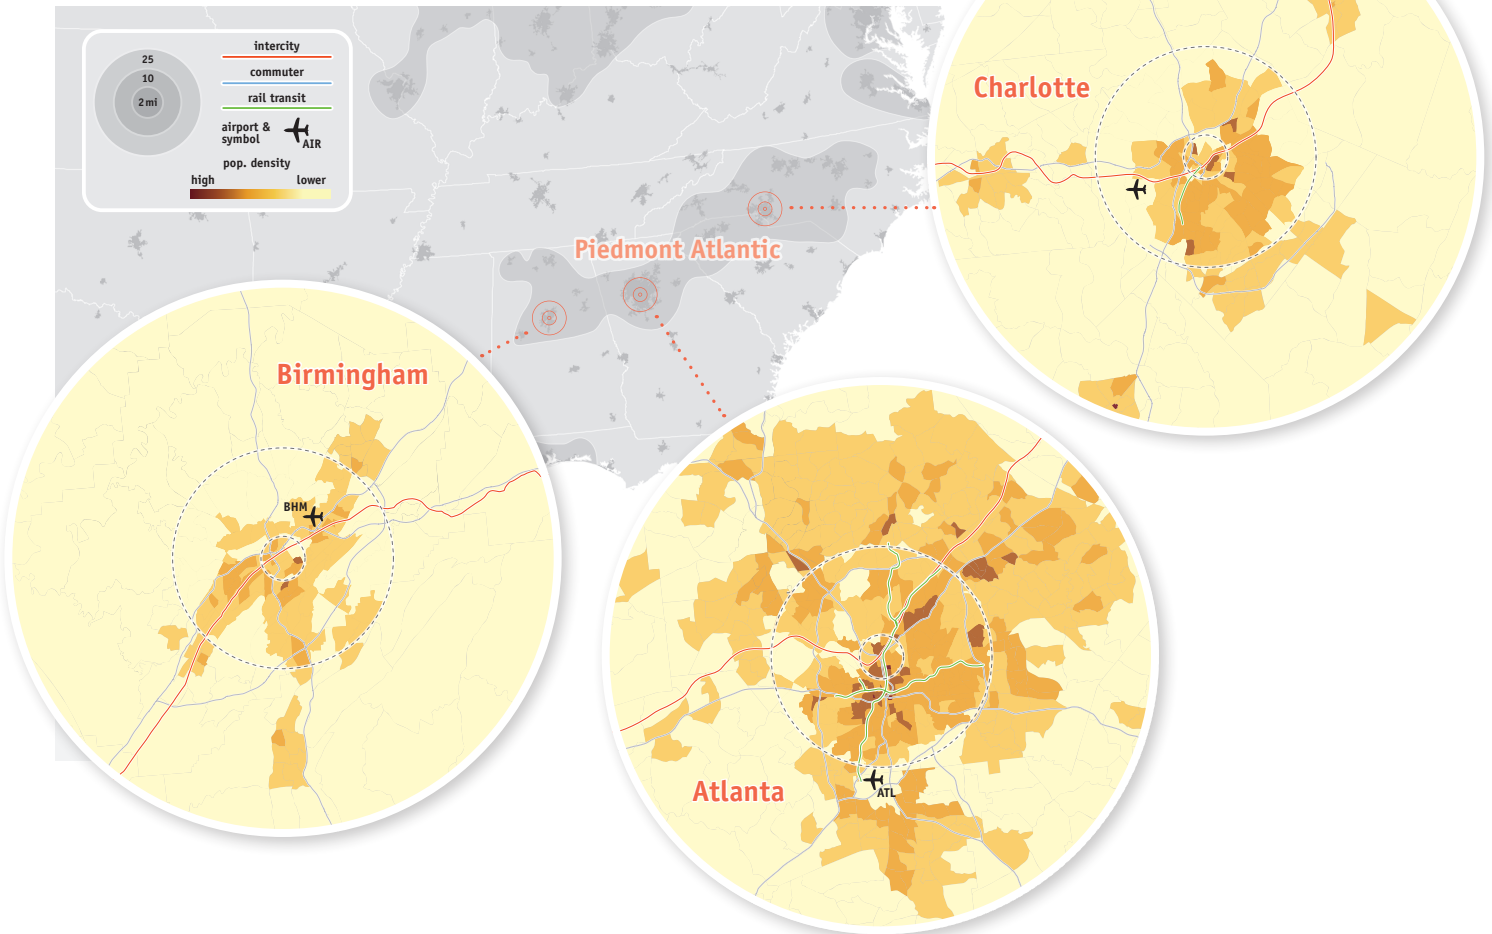 25
10
2 mi
intercity
commuter
rail transit
airport &
symbol
AIR
pop. density
high lower
Charlotte
Piedmont Atlantic
Birmingham
BHM
Atlanta
ATL